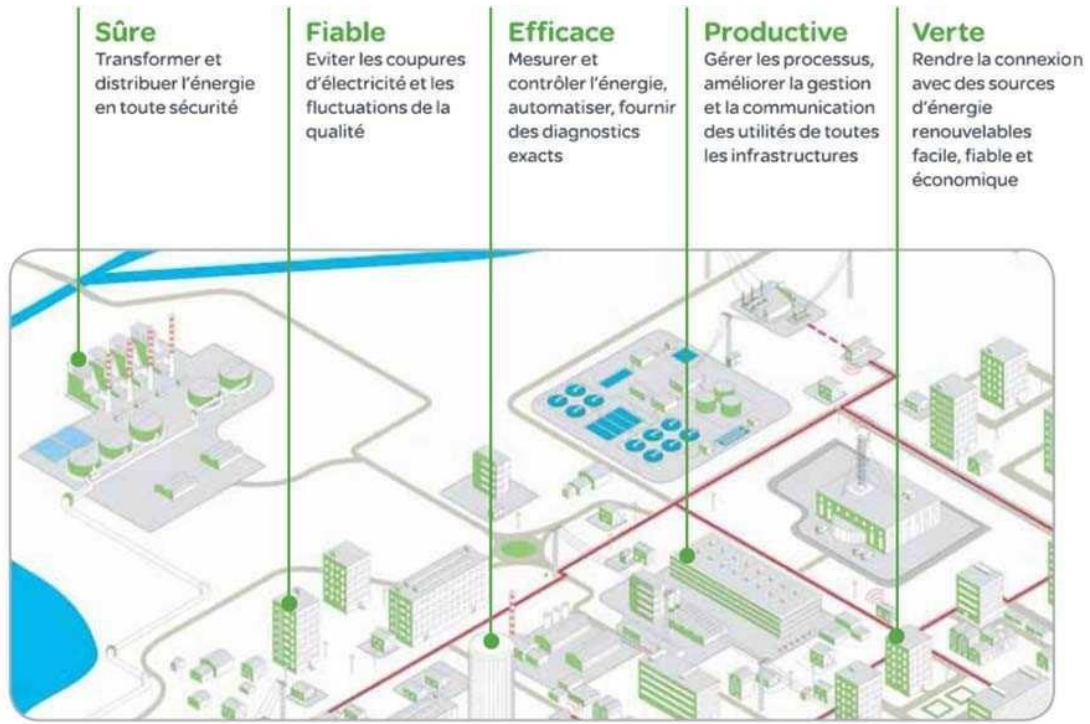 Sûre
Transformer et
distribuer l'énergie
en toute sécurité
Fiable
Eviter les coupures
d'électricité et les
fluctuations de la
qualité
Efficace
Mesurer et
contrôler l'énergie,
automatiser, fournir
des diagnostics
exacts
Productive
Gérer les processus,
améliorer la gestion
et la communication
des utilités de toutes
les infrastructures
Verte
Rendre la connexion
avec des sources
d'énergie
renouvelables
facile, fiable et
économique